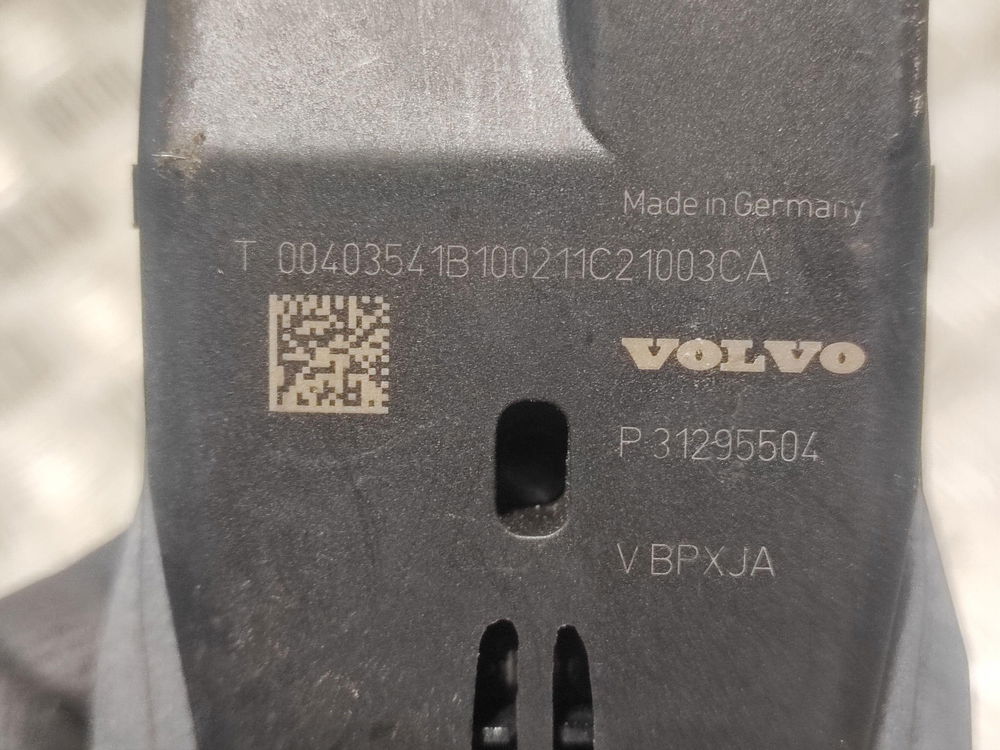 Made in Germany
T 00403541B100211C21003CA
VOLVO
P 31295504
V BPXJA